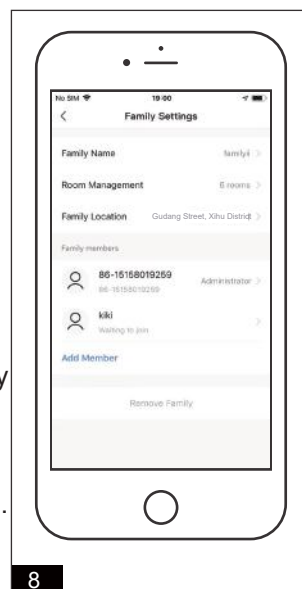 No SIM 19:00
Family Settings
Family Name family4
Room Management 6 rooms
Family Location Gudang Street, Xihu District
Family members
86-15158019259 Administrator
86-15158019259
kiki
Waiting to join
Add Member
Remove Family
y
.
8